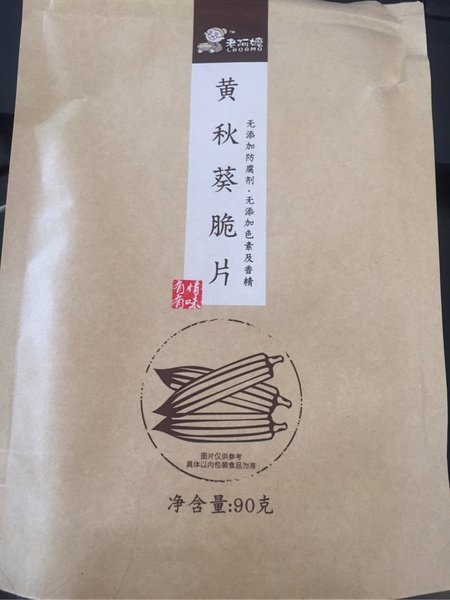 TM
老阿嬷
LAOAMO
黄秋葵脆片
无添加防腐剂·无添加色素及香精
有情
有味
图片仅供参考
具体以内包装食品为准
净含量:90克